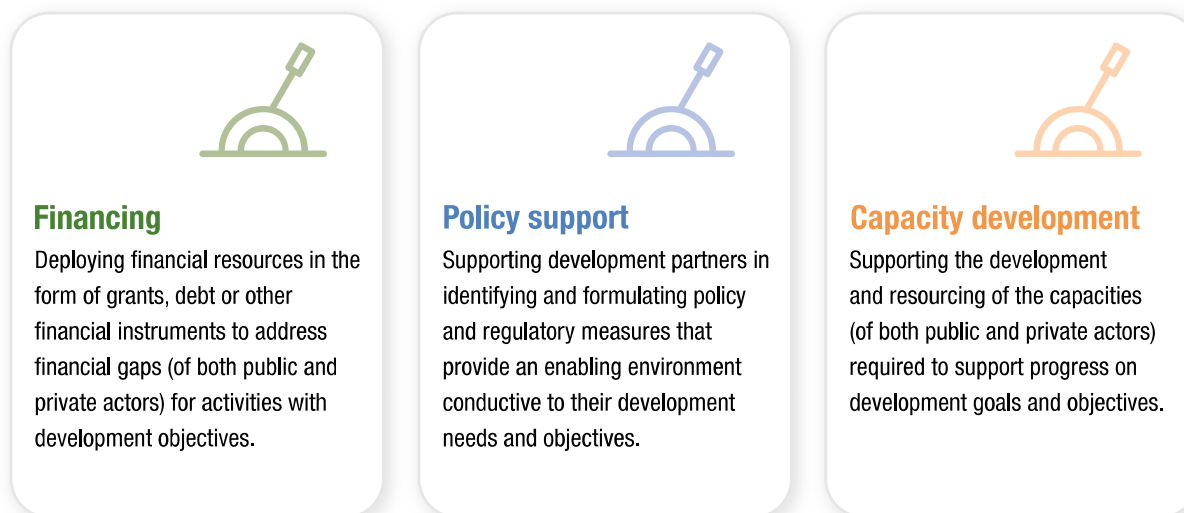 Financing
Deploying financial resources in the
form of grants, debt or other
financial instruments to address
financial gaps (of both public and
private actors) for activities with
development objectives.
Policy support
Supporting development partners in
identifying and formulating policy
and regulatory measures that
provide an enabling environment
conductive to their development
needs and objectives.
Capacity development
Supporting the development
and resourcing of the capacities
(of both public and private actors)
required to support progress on
development goals and objectives.